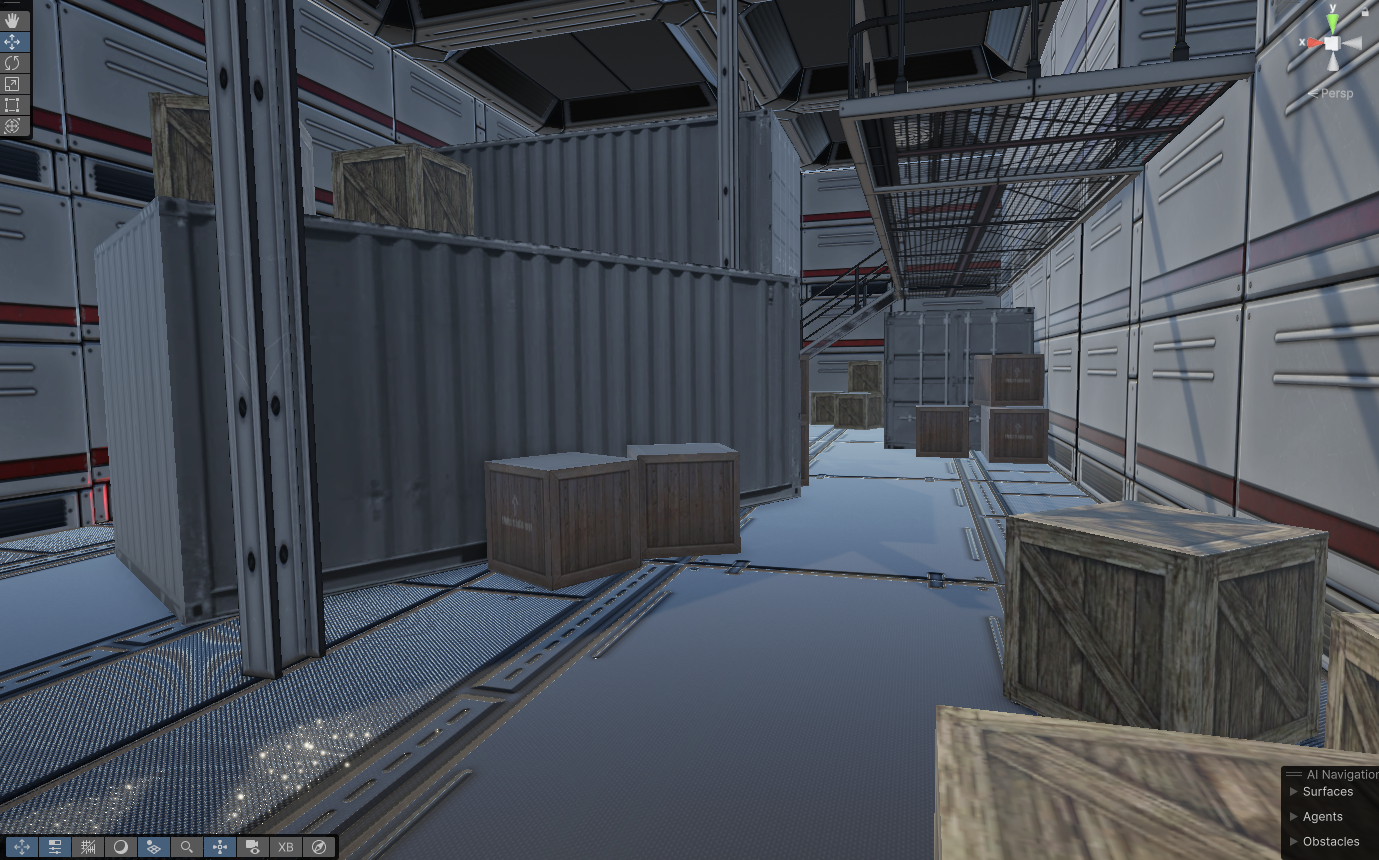 y
x
< Persp
AI Navigation
Surfaces
Agents
Obstacles
XB